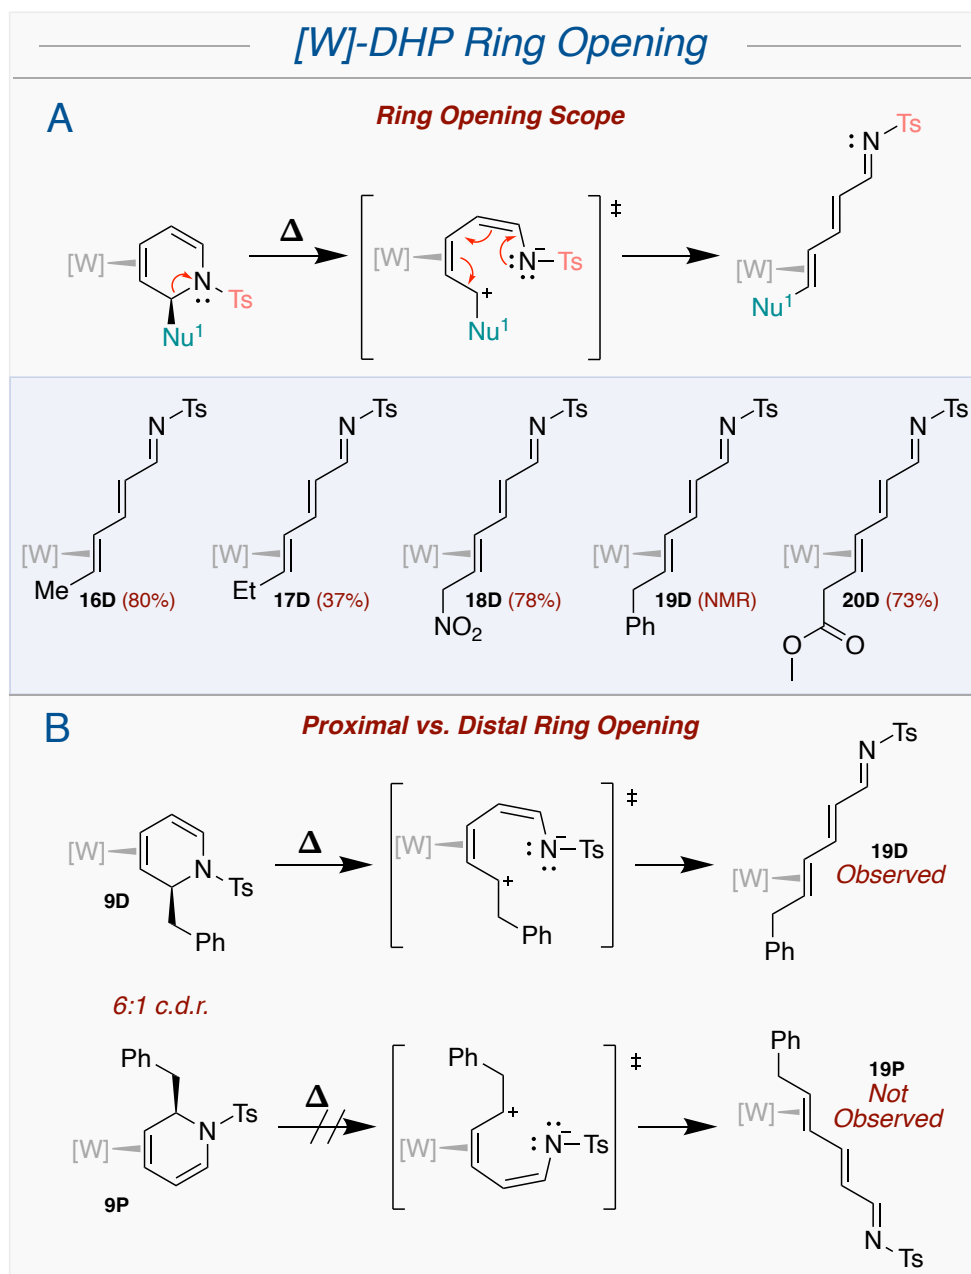 [W]-DHP Ring Opening
A
Ring Opening Scope
[W]
N
Ts
Nu1
Δ
[W]
N
−
Ts
+
Nu1
‡
[W]
Nu1
N
Ts
[W]
Me
N
Ts
16D (80%)
[W]
Et
N
Ts
17D (37%)
[W]
NO2
N
Ts
18D (78%)
[W]
Ph
N
Ts
19D (NMR)
[W]
O
O
N
Ts
20D (73%)
B
Proximal vs. Distal Ring Opening
[W]
N
Ts
9D
Ph
Δ
[W]
N
−
Ts
+
Ph
‡
N
Ts
[W]
Ph
19D
Observed
6:1 c.d.r.
Ph
[W]
N
Ts
9P
Δ
Ph
+
[W]
N
−
Ts
‡
Ph
[W]
N
Ts
19P
Not
Observed